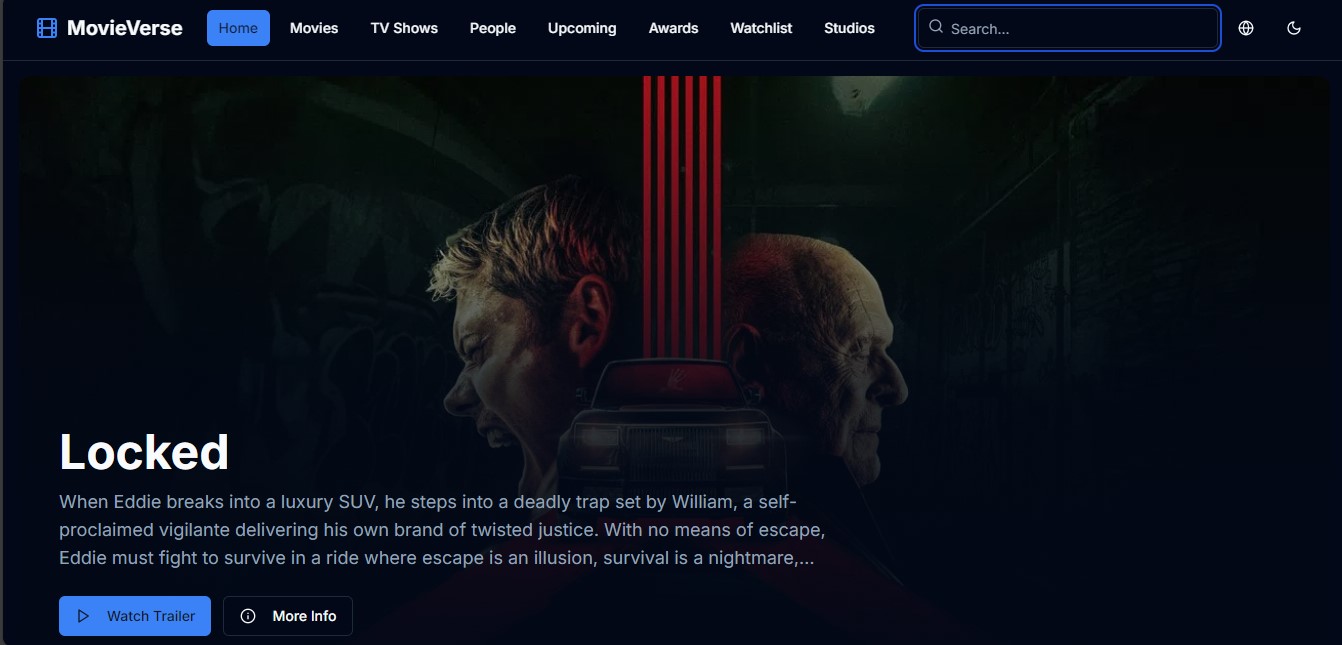 MovieVerse Home Movies TV Shows People Upcoming Awards Watchlist Studios Search...
Locked
When Eddie breaks into a luxury SUV, he steps into a deadly trap set by William, a self-
proclaimed vigilante delivering his own brand of twisted justice. With no means of escape,
Eddie must fight to survive in a ride where escape is an illusion, survival is a nightmare,...
Watch Trailer More Info